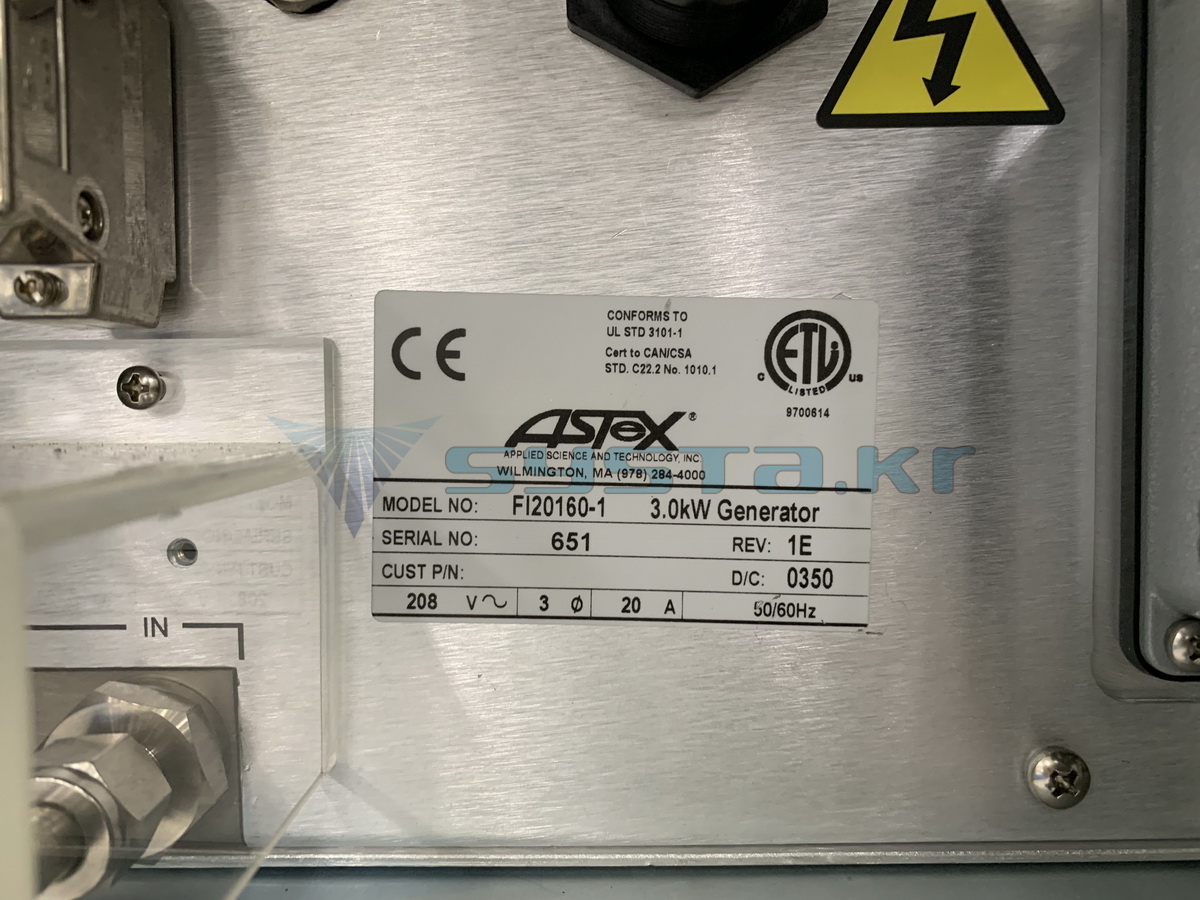 CE
CONFORMS TO
UL STD 3101-1
Cert to CAN/CSA
STD. C22.2 No. 1010.1
C ETL US
LISTED
9700614
ASTeX®
APPLIED SCIENCE AND TECHNOLOGY, INC.
WILMINGTON, MA (978) 284-4000
systa.kr
MODEL NO: FI20160-1 3.0kW Generator
SERIAL NO: 651 REV: 1E
CUST P/N: D/C: 0350
208 V 3 Ø 20 A 50/60Hz
IN